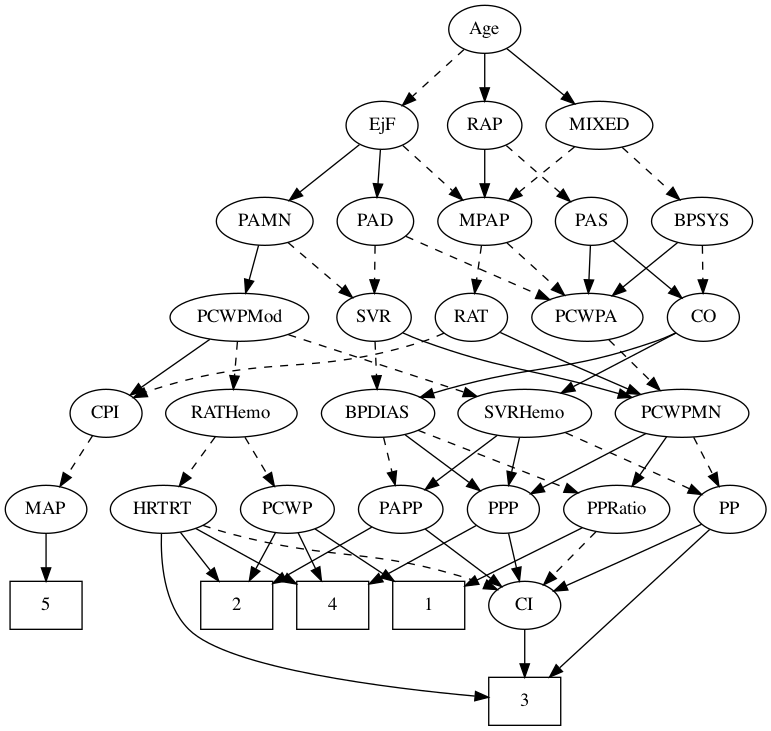 Age
EjF
RAP
MIXED
PAMN
PAD
MPAP
PAS
BPSYS
PCWPMod
SVR
RAT
PCWPA
CO
CPI
RATHemo
BPDIAS
SVRHemo
PCWPMN
MAP
HRTRT
PCWP
PAPP
PPP
PPRatio
PP
5
2
4
1
CI
3